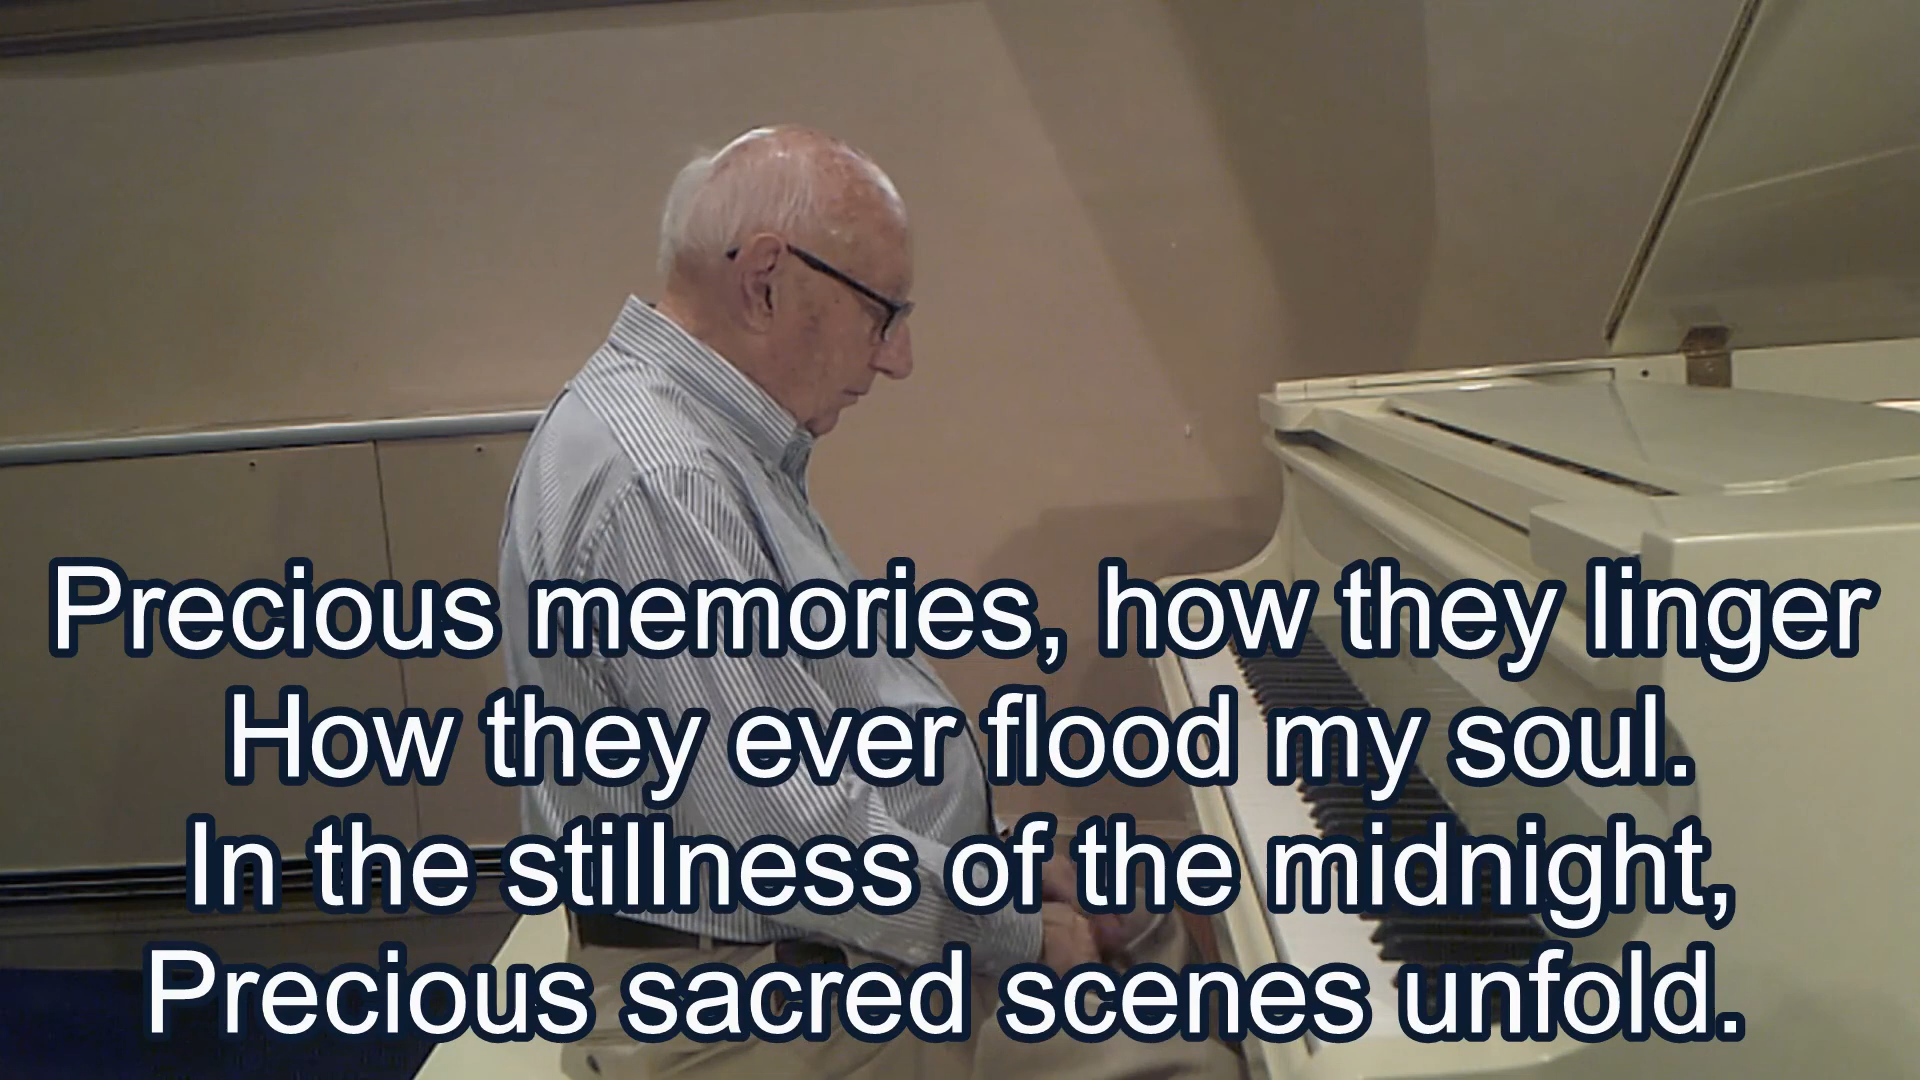 Precious memories, how they linger
How they ever flood my soul.
In the stillness of the midnight,
Precious sacred scenes unfold.